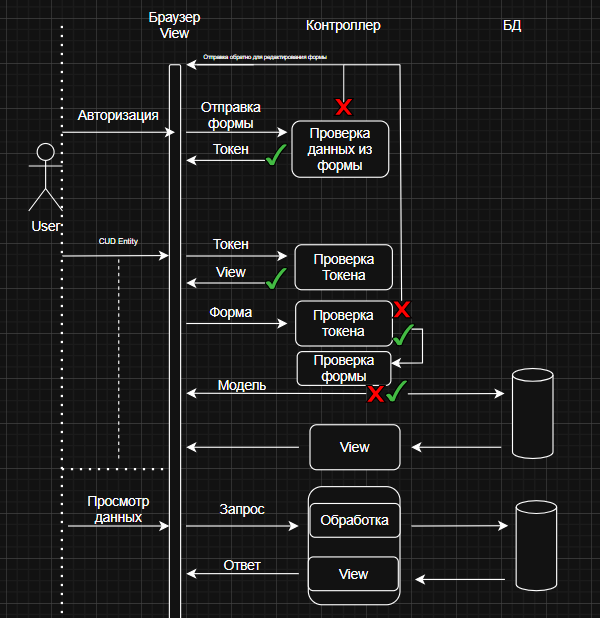 Браузер
View
Контроллер
БД
Отправка обратно для редактирования формы
Авторизация
Отправка
формы
Проверка
данных из
формы
Токен
User
CUD Entity
Токен
Проверка
Токена
View
Форма
Проверка
токена
Проверка
формы
Модель
View
Просмотр
данных
Запрос
Обработка
Ответ
View